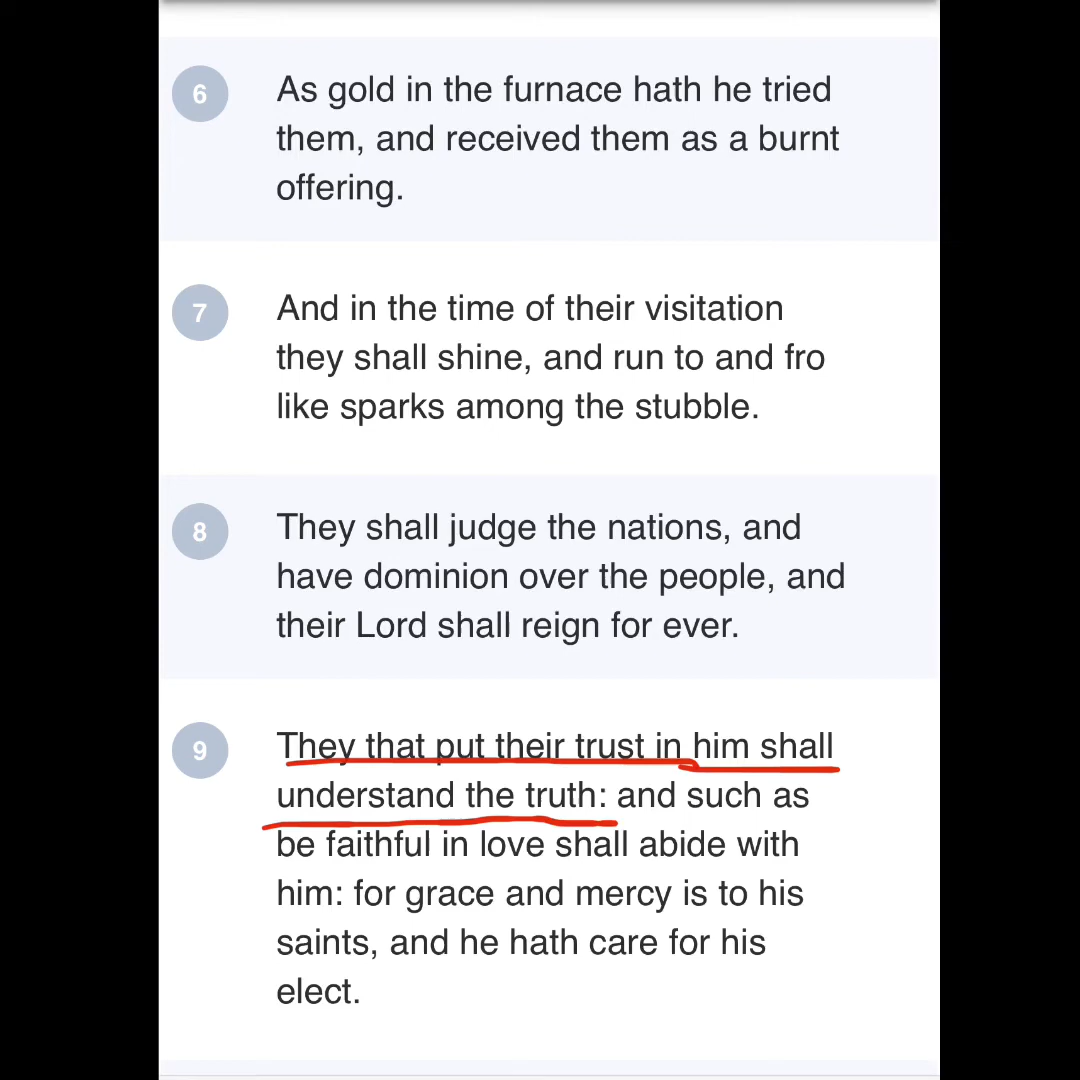 6
As gold in the furnace hath he tried
them, and received them as a burnt
offering.
7
And in the time of their visitation
they shall shine, and run to and fro
like sparks among the stubble.
8
They shall judge the nations, and
have dominion over the people, and
their Lord shall reign for ever.
9
They that put their trust in him shall
understand the truth: and such as
be faithful in love shall abide with
him: for grace and mercy is to his
saints, and he hath care for his
elect.